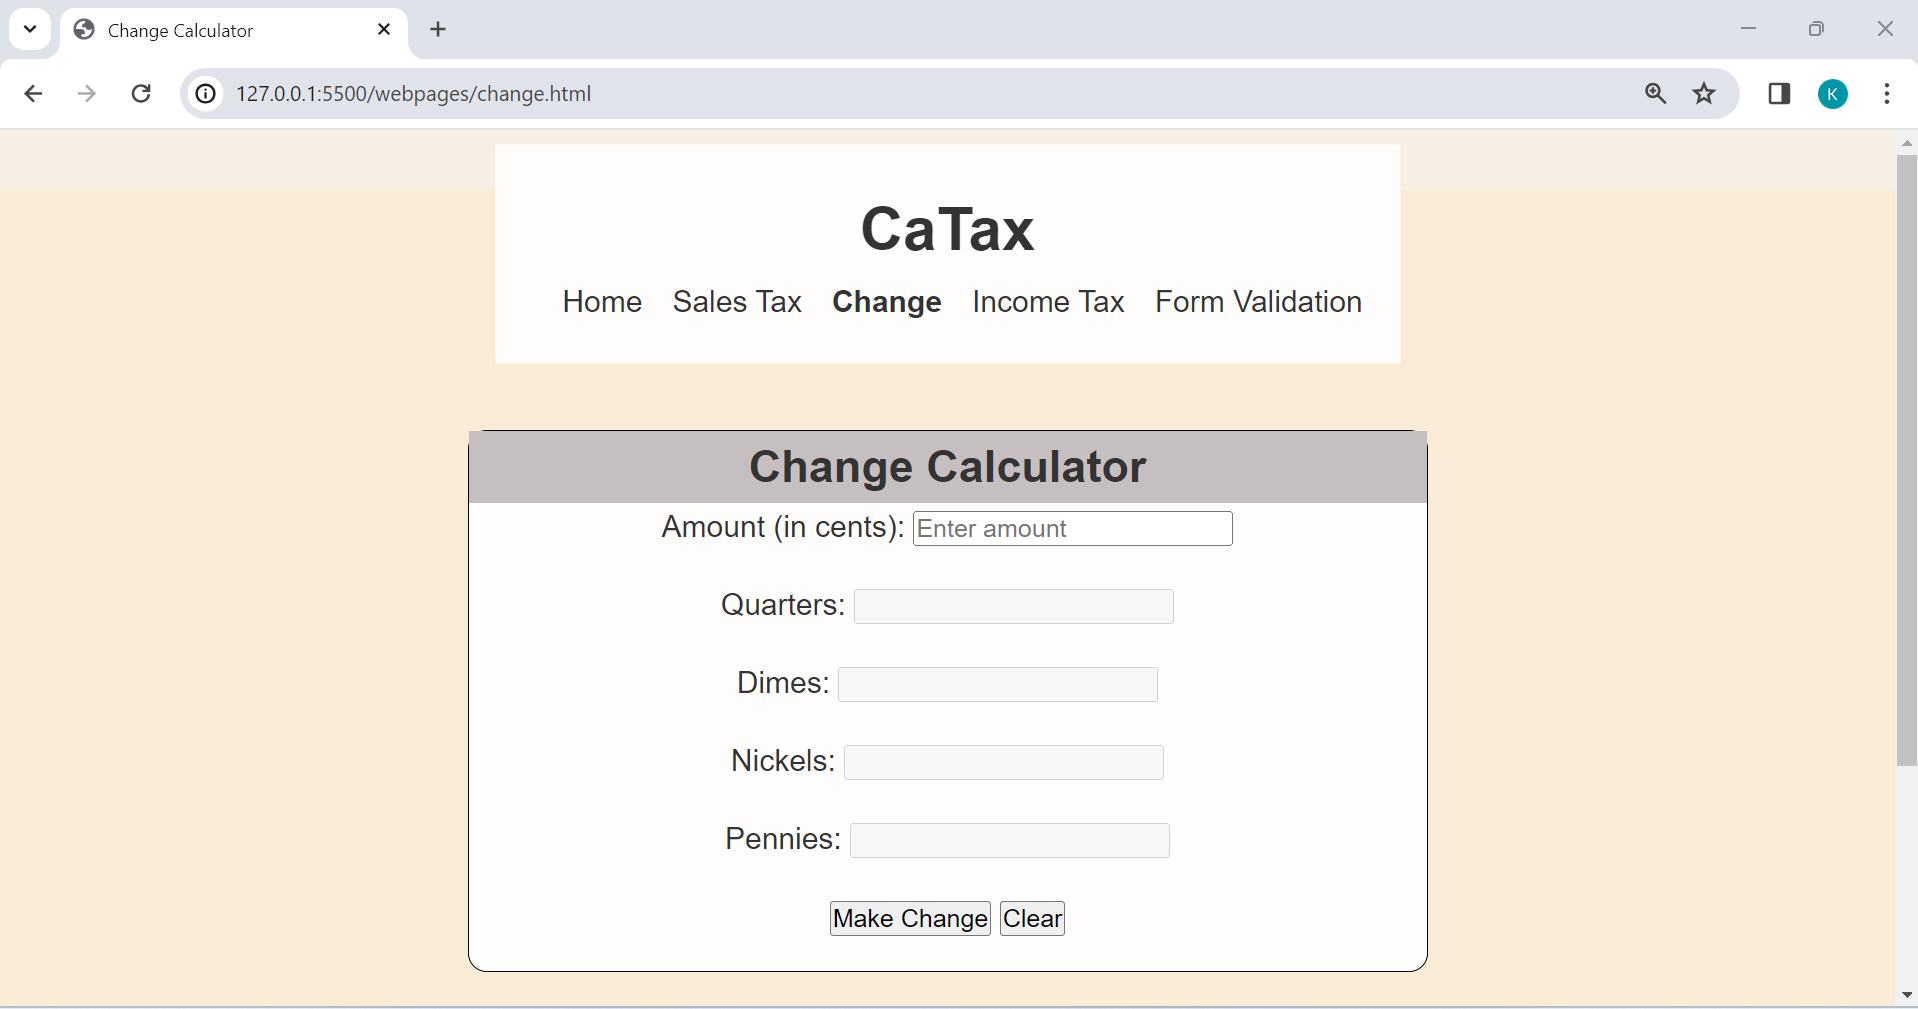 Change Calculator
127.0.0.1:5500/webpages/change.html
K
CaTax
Home Sales Tax Change Income Tax Form Validation
Change Calculator
Amount (in cents): Enter amount
Quarters:
Dimes:
Nickels:
Pennies:
Make Change Clear